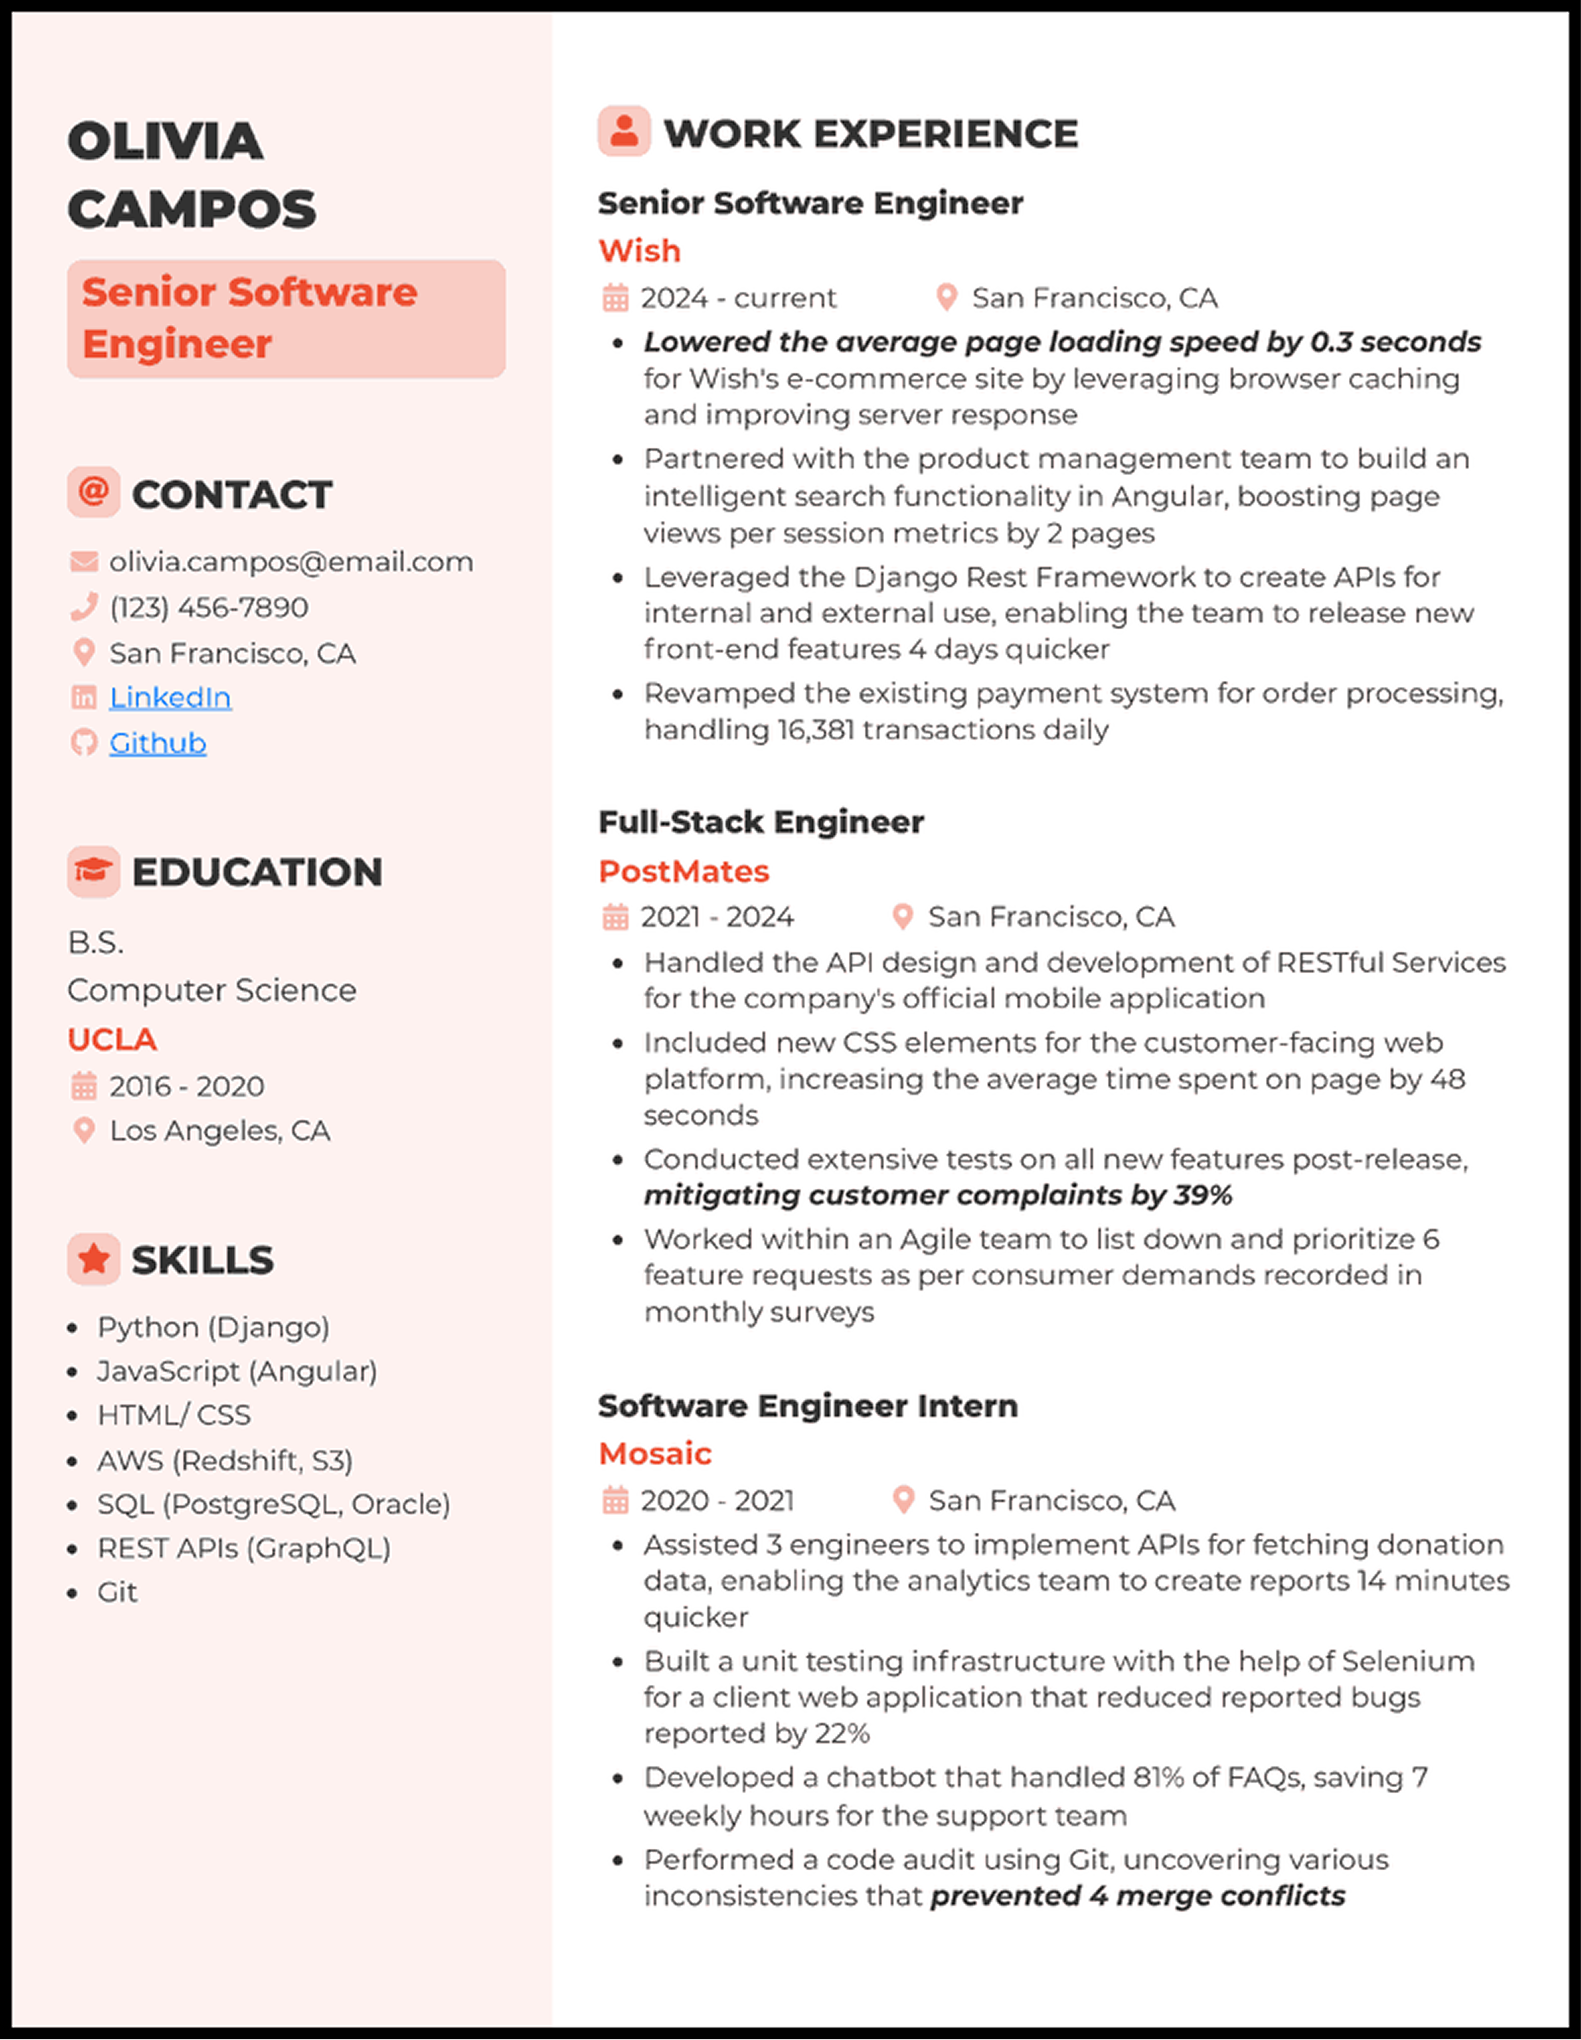 OLIVIA
CAMPOS
Senior Software
Engineer
@ CONTACT
olivia.campos@email.com
(123) 456-7890
San Francisco, CA
in LinkedIn
Github
EDUCATION
B.S.
Computer Science
UCLA
2016 - 2020
Los Angeles, CA
SKILLS
• Python (Django)
• JavaScript (Angular)
• HTML/ CSS
• AWS (Redshift, S3)
• SQL (PostgreSQL, Oracle)
• REST APIs (GraphQL)
• Git
WORK EXPERIENCE
Senior Software Engineer
Wish
2024 - current San Francisco, CA
• Lowered the average page loading speed by 0.3 seconds
for Wish's e-commerce site by leveraging browser caching
and improving server response
• Partnered with the product management team to build an
intelligent search functionality in Angular, boosting page
views per session metrics by 2 pages
• Leveraged the Django Rest Framework to create APIs for
internal and external use, enabling the team to release new
front-end features 4 days quicker
• Revamped the existing payment system for order processing,
handling 16,381 transactions daily
Full-Stack Engineer
PostMates
2021 - 2024 San Francisco, CA
• Handled the API design and development of RESTful Services
for the company's official mobile application
• Included new CSS elements for the customer-facing web
platform, increasing the average time spent on page by 48
seconds
• Conducted extensive tests on all new features post-release,
mitigating customer complaints by 39%
• Worked within an Agile team to list down and prioritize 6
feature requests as per consumer demands recorded in
monthly surveys
Software Engineer Intern
Mosaic
2020 - 2021 San Francisco, CA
• Assisted 3 engineers to implement APIs for fetching donation
data, enabling the analytics team to create reports 14 minutes
quicker
• Built a unit testing infrastructure with the help of Selenium
for a client web application that reduced reported bugs
reported by 22%
• Developed a chatbot that handled 81% of FAQs, saving 7
weekly hours for the support team
• Performed a code audit using Git, uncovering various
inconsistencies that prevented 4 merge conflicts